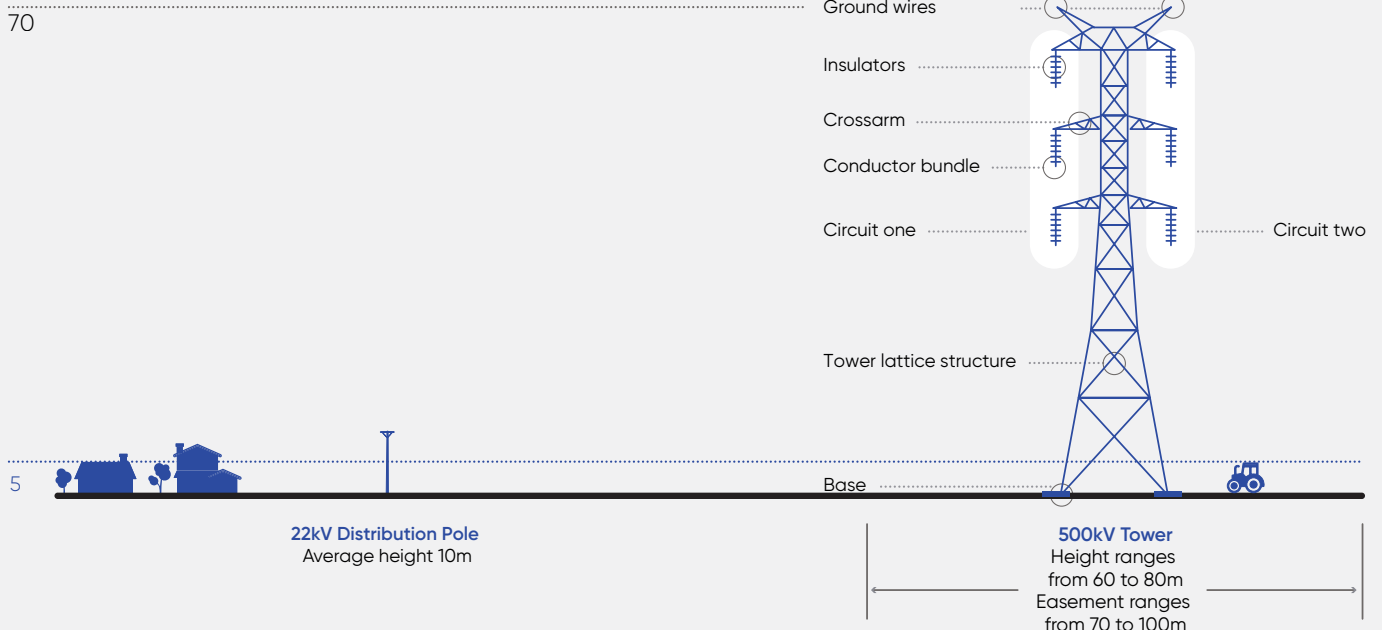 70
Ground wires
Insulators
Crossarm
Conductor bundle
Circuit one
Circuit two
Tower lattice structure
5
Base
22kV Distribution Pole
Average height 10m
500kV Tower
Height ranges
from 60 to 80m
Easement ranges
from 70 to 100m